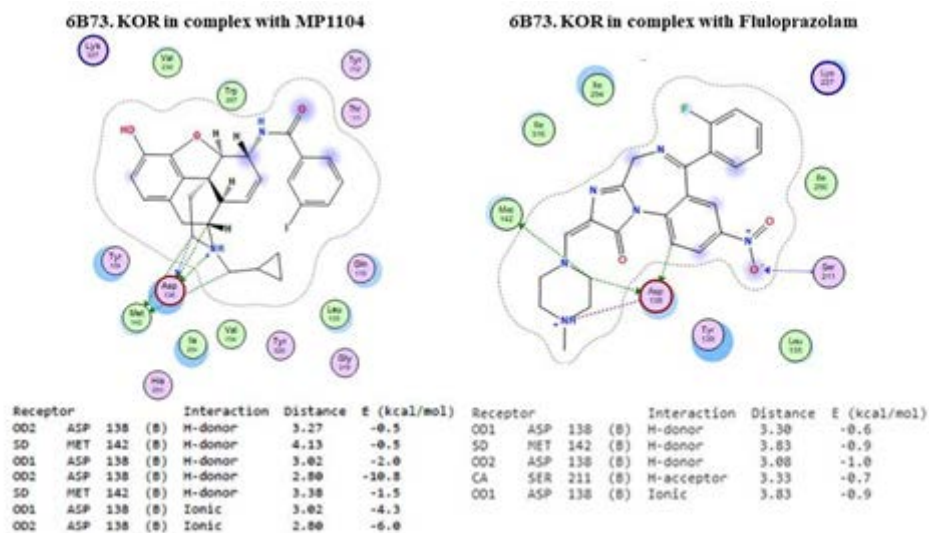 6B73. KOR in complex with MP1104
6B73. KOR in complex with Fluloprazolam
Lys
Val
Trp
Tyr
Thr
HO
O
H
N
H
O
H
H
I
H
NH
Tyr
Asp
138
Met
Ile
Val
Tyr
Leu
Gln
Gly
His
Ile
Lys
227
Ile
F
N
Ile
Met
142
N
N
O
N
O
N
O
Ser
211
Asp
138
NH
Tyr
Leu
Receptor Interaction Distance E (kcal/mol)
OD2 ASP 138 (B) H-donor 3.27 -0.5
SD MET 142 (B) H-donor 4.13 -0.5
OD1 ASP 138 (B) H-donor 3.02 -2.0
OD2 ASP 138 (B) H-donor 2.80 -10.8
SD MET 142 (B) H-donor 3.38 -1.5
OD1 ASP 138 (B) Ionic 3.02 -4.3
OD2 ASP 138 (B) Ionic 2.80 -6.0
Receptor Interaction Distance E (kcal/mol)
OD1 ASP 138 (B) H-donor 3.30 -0.6
SD MET 142 (B) H-donor 3.83 -0.9
OD2 ASP 138 (B) H-donor 3.08 -1.0
CA SER 211 (B) H-acceptor 3.33 -0.7
OD1 ASP 138 (B) Ionic 3.83 -0.9